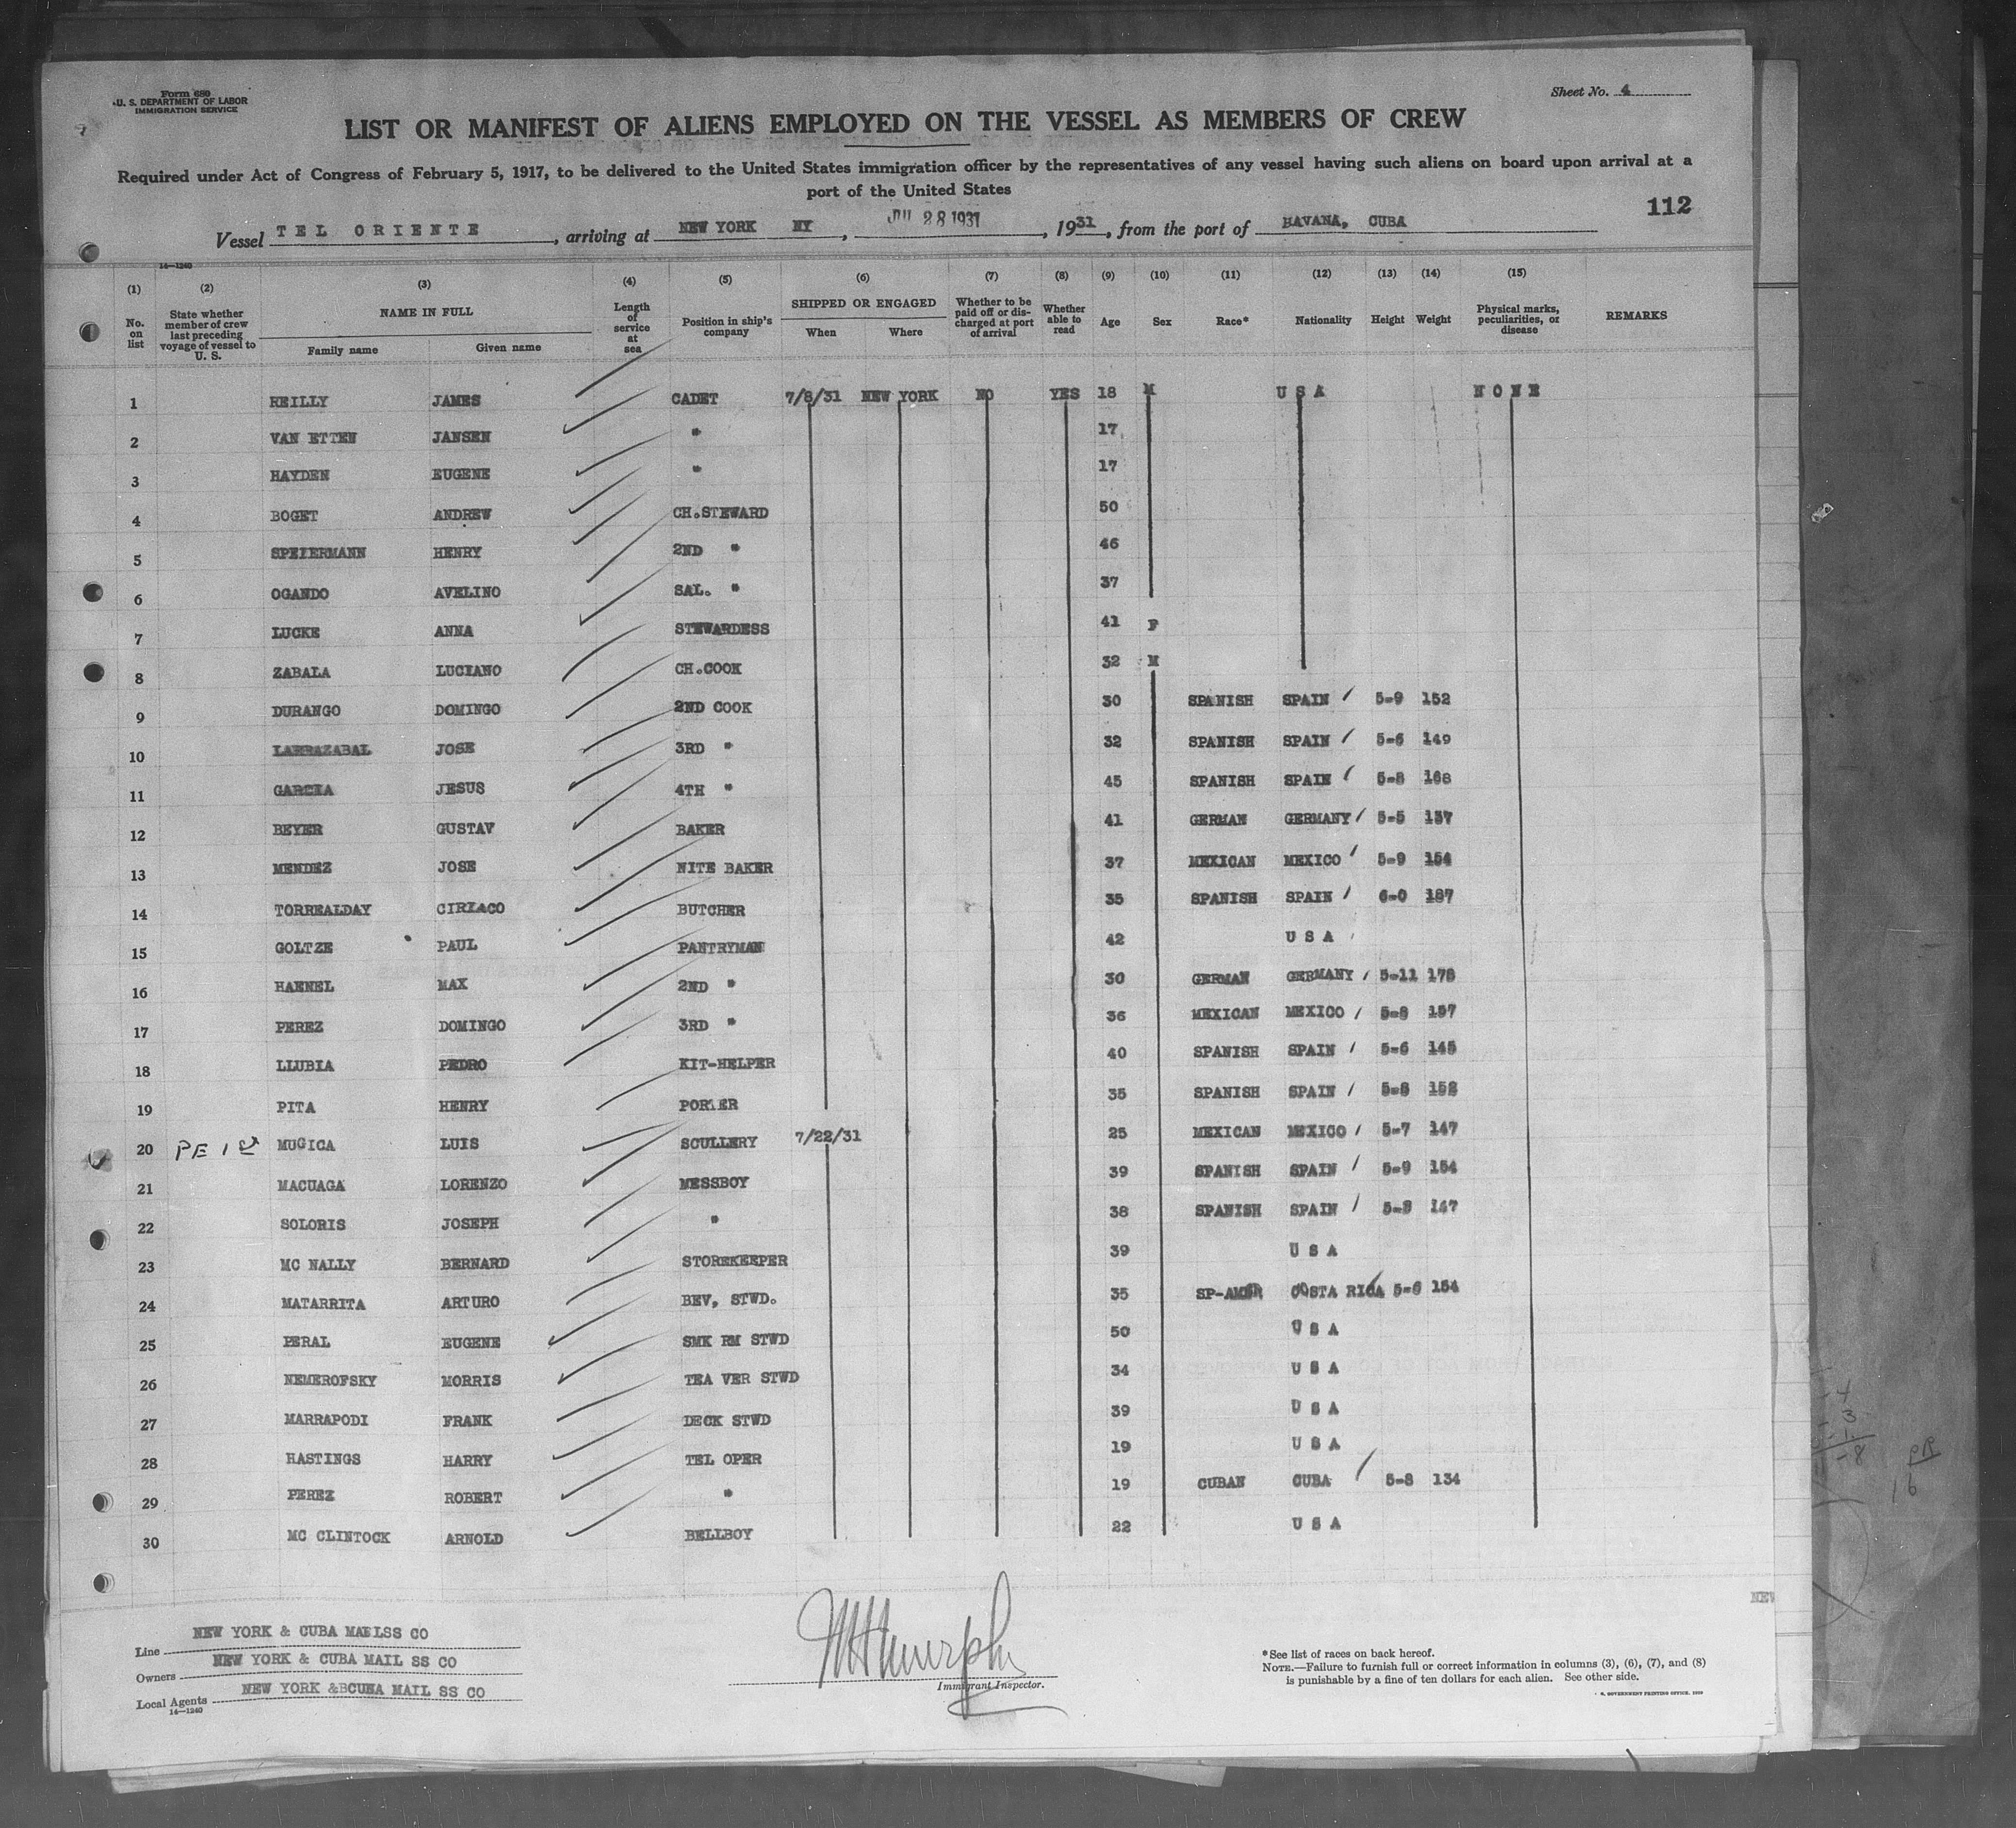 Form 680
U. S. DEPARTMENT OF LABOR
IMMIGRATION SERVICE
Sheet No. 4
LIST OR MANIFEST OF ALIENS EMPLOYED ON THE VESSEL AS MEMBERS OF CREW
Required under Act of Congress of February 5, 1917, to be delivered to the United States immigration officer by the representatives of any vessel having such aliens on board upon arrival at a
port of the United States
112
Vessel TEL ORIENTE, arriving at NEW YORK NY, JUL 28 1931, 1931, from the port of HAVANA, CUBA
14-1240
(1) (2) (3) (4) (5) (6) (7) (8) (9) (10) (11) (12) (13) (14) (15)
No. on list State whether member of crew last preceding voyage of vessel to U. S. NAME IN FULL Family name Given name Length of service at sea Position in ship's company SHIPPED OR ENGAGED When Where Whether to be paid off or discharged at port of arrival Whether able to read Age Sex Race* Nationality Height Weight Physical marks, peculiarities, or disease REMARKS
1 REILLY JAMES CADET 7/8/31 NEW YORK NO YES 18 M U S A NONE
2 VAN ETTEN JANSEN " 17
3 HAYDEN EUGENE " 17
4 BOGET ANDREW CH.STEWARD 50
5 SPEIERMANN HENRY 2ND " 46
6 OGANDO AVELINO SAL. " 37
7 LUCKE ANNA STEWARDESS 41 F
8 ZABALA LUCIANO CH.COOK 32 M
9 DURANGO DOMINGO 2ND COOK 30 SPANISH SPAIN 5-9 152
10 LARRAZABAL JOSE 3RD " 32 SPANISH SPAIN 5-6 149
11 GARCIA JESUS 4TH " 45 SPANISH SPAIN 5-8 168
12 BEYER GUSTAV BAKER 41 GERMAN GERMANY 5-5 137
13 MENDEZ JOSE NITE BAKER 37 MEXICAN MEXICO 5-9 154
14 TORREALDAY CIRIACO BUTCHER 35 SPANISH SPAIN 6-0 187
15 GOLTZE PAUL PANTRYMAN 42 U S A
16 HAENEL MAX 2ND " 30 GERMAN GERMANY 5-11 178
17 PEREZ DOMINGO 3RD " 36 MEXICAN MEXICO 5-8 157
18 LLUBIA PEDRO KIT-HELPER 40 SPANISH SPAIN 5-6 145
19 PITA HENRY PORTER 35 SPANISH SPAIN 5-8 152
20 PE 1st MUGICA LUIS SCULLERY 7/22/31 25 MEXICAN MEXICO 5-7 147
21 MACUAGA LORENZO MESSBOY 39 SPANISH SPAIN 5-9 154
22 SOLORIS JOSEPH " 38 SPANISH SPAIN 5-8 147
23 MC NALLY BERNARD STOREKEEPER 39 U S A
24 MATARRITA ARTURO BEV, STWD. 35 SP-AMER COSTA RICA 5-6 154
25 PERAL EUGENE SMK RM STWD 50 U S A
26 NEMEROFSKY MORRIS TEA VER STWD 34 U S A
27 MARRAPODI FRANK DECK STWD 39 U S A
28 HASTINGS HARRY TEL OPER 19 U S A
29 PEREZ ROBERT " 19 CUBAN CUBA 5-8 134
30 MC CLINTOCK ARNOLD BELLBOY 22 U S A
Line NEW YORK & CUBA MAILSS CO
Owners NEW YORK & CUBA MAIL SS CO
Local Agents NEW YORK &BCUBA MAIL SS CO
14-1240
Immigrant Inspector.
*See list of races on back hereof.
NOTE.—Failure to furnish full or correct information in columns (3), (6), (7), and (8)
is punishable by a fine of ten dollars for each alien. See other side.
NEW